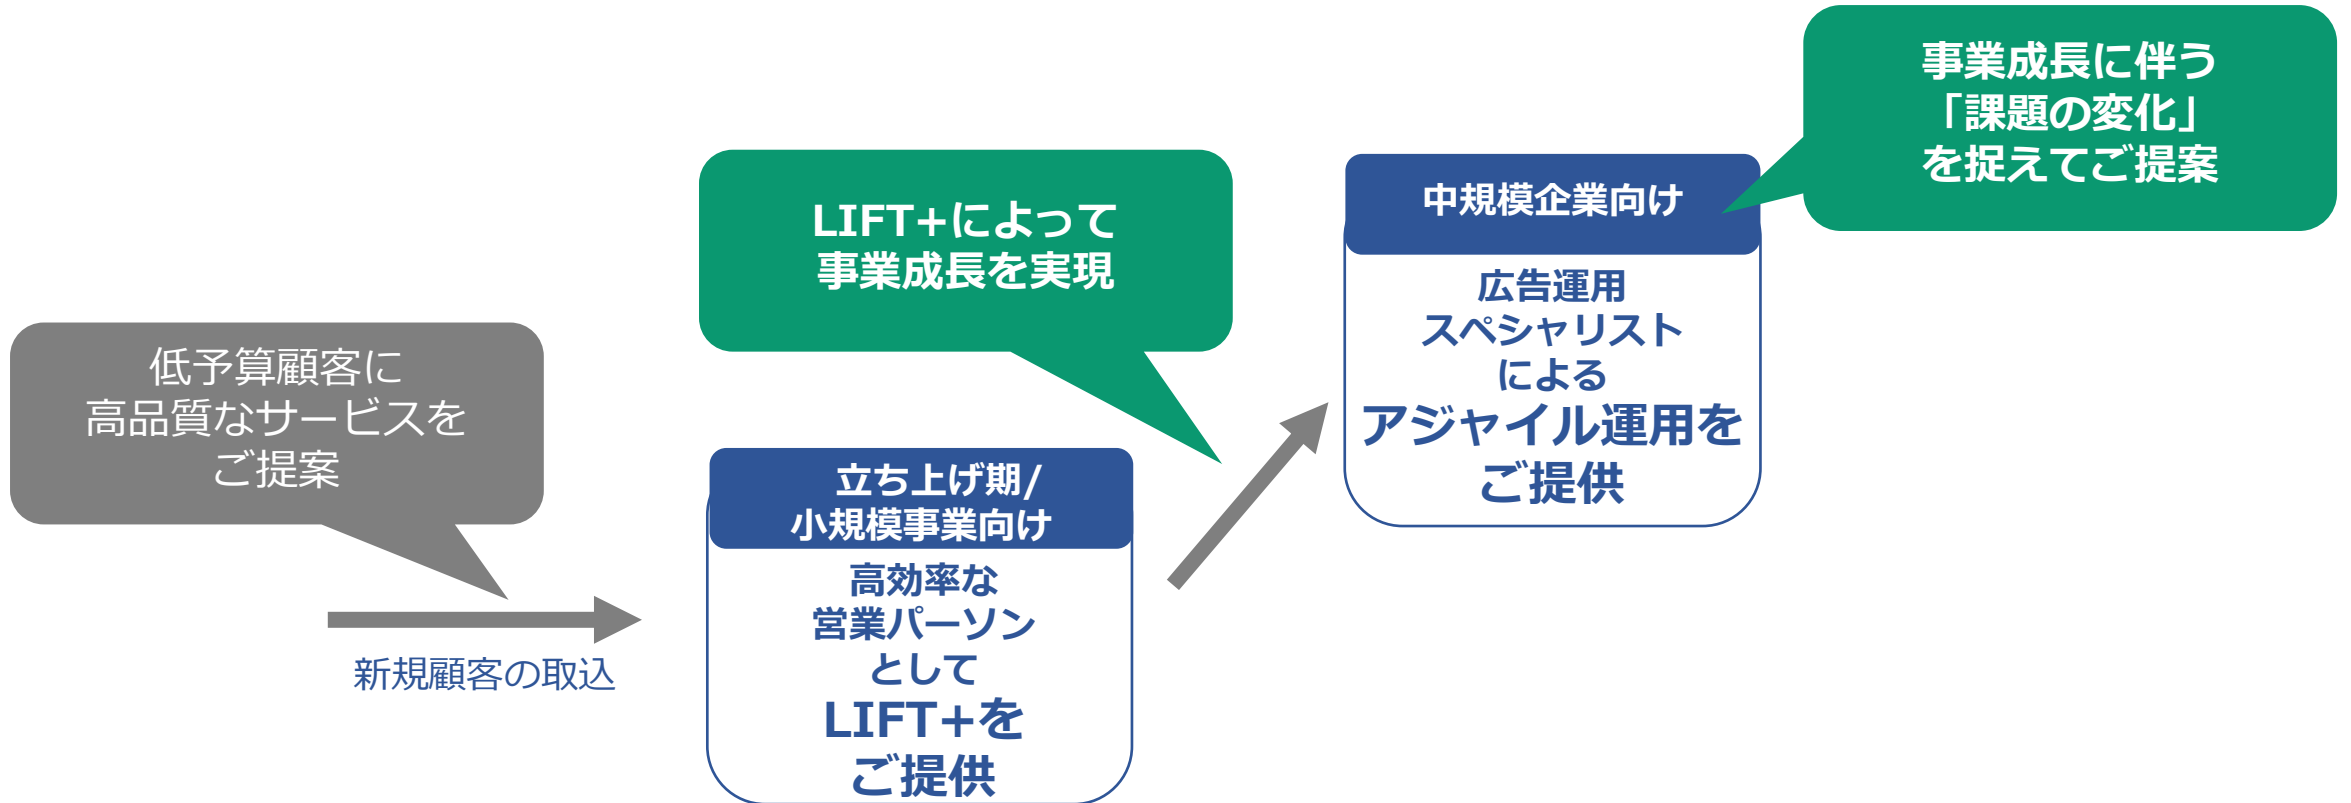 低予算顧客に
高品質なサービスを
ご提案
新規顧客の取込
LIFT+によって
事業成長を実現
立ち上げ期/
小規模事業向け
高効率な
営業パーソン
として
LIFT+を
ご提供
中規模企業向け
広告運用
スペシャリスト
による
アジャイル運用を
ご提供
事業成長に伴う
「課題の変化」
を捉えてご提案